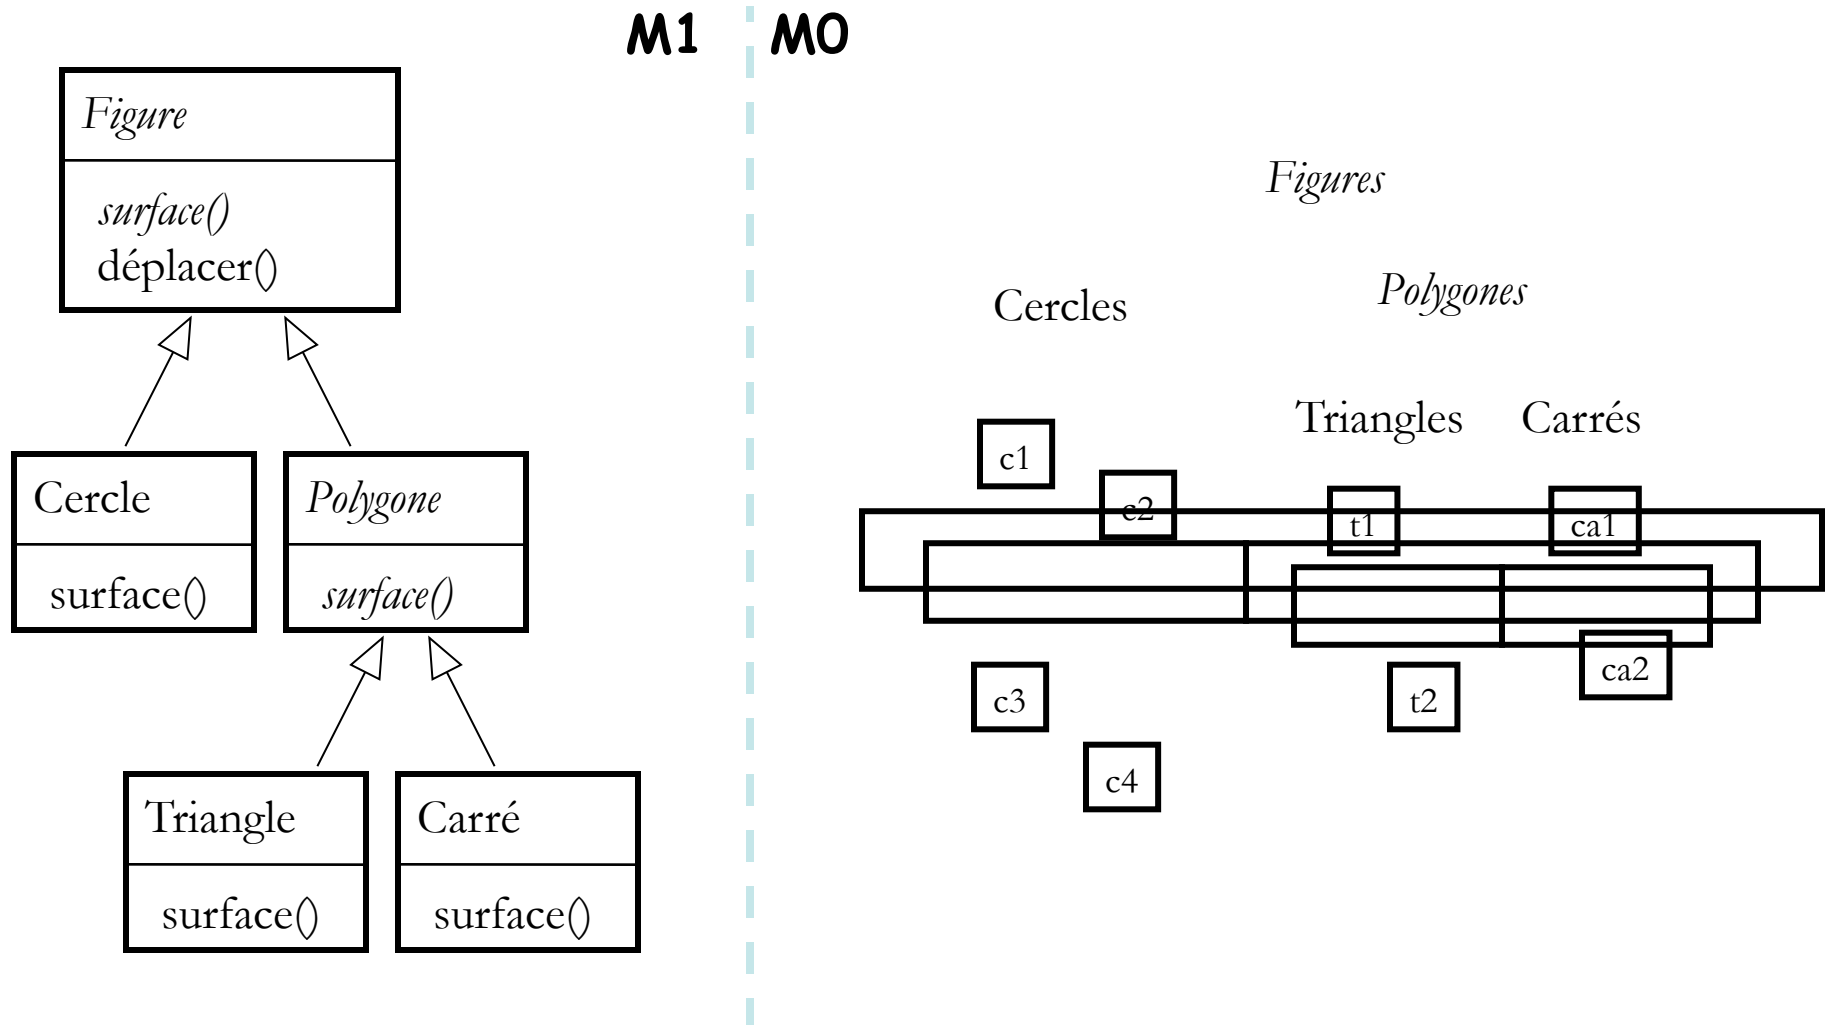 M1
M0
Figure
surface()
déplacer()
Cercle
surface()
Polygone
surface()
Triangle
surface()
Carré
surface()
Figures
Cercles
Polygones
Triangles
Carrés
c1
c2
t1
ca1
c3
t2
ca2
c4